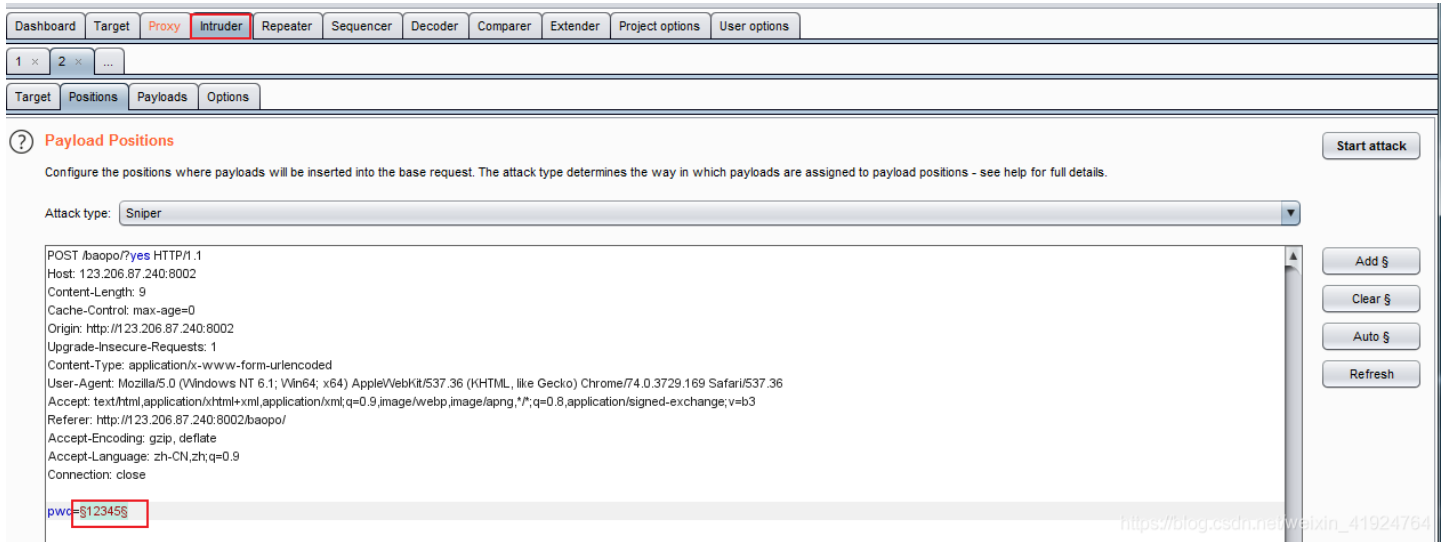 Dashboard Target Proxy Intruder Repeater Sequencer Decoder Comparer Extender Project options User options
1 × 2 × ...
Target Positions Payloads Options
? Payload Positions
Start attack
Configure the positions where payloads will be inserted into the base request. The attack type determines the way in which payloads are assigned to payload positions - see help for full details.
Attack type: Sniper
POST /baopo/?yes HTTP/1.1
Host: 123.206.87.240:8002
Content-Length: 9
Cache-Control: max-age=0
Origin: http://123.206.87.240:8002
Upgrade-Insecure-Requests: 1
Content-Type: application/x-www-form-urlencoded
User-Agent: Mozilla/5.0 (Windows NT 6.1; Win64; x64) AppleWebKit/537.36 (KHTML, like Gecko) Chrome/74.0.3729.169 Safari/537.36
Accept: text/html,application/xhtml+xml,application/xml;q=0.9,image/webp,image/apng,*/*;q=0.8,application/signed-exchange;v=b3
Referer: http://123.206.87.240:8002/baopo/
Accept-Encoding: gzip, deflate
Accept-Language: zh-CN,zh;q=0.9
Connection: close
pwd=§12345§
Add §
Clear §
Auto §
Refresh
https://blog.csdn.net/weixin_41924764